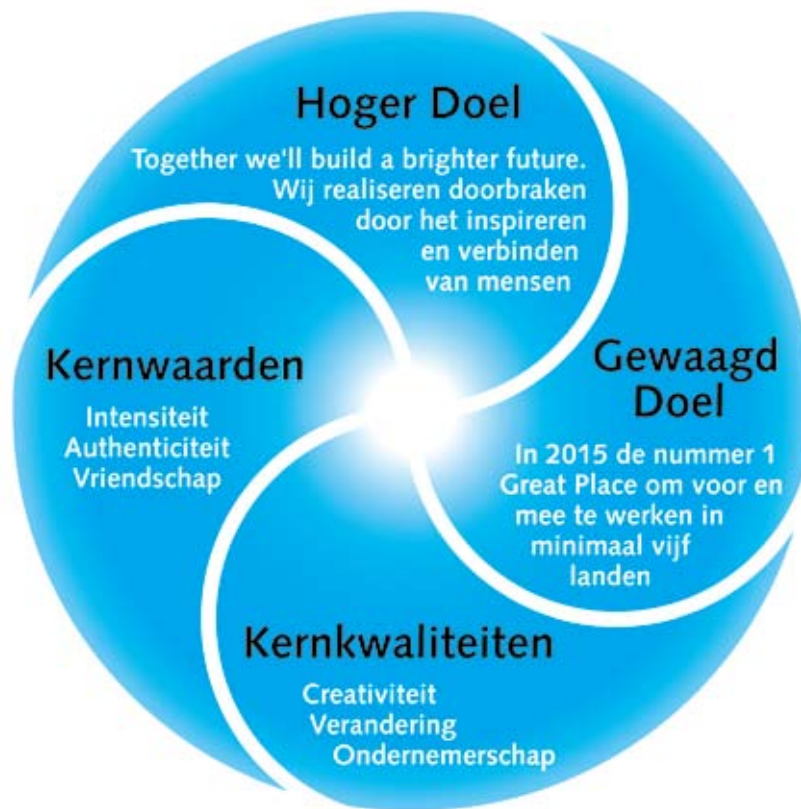 Hoger Doel
Together we'll build a brighter future.
Wij realiseren doorbraken
door het inspireren
en verbinden
van mensen
Kernwaarden
Intensiteit
Authenticiteit
Vriendschap
Gewaagd
Doel
In 2015 de nummer 1
Great Place om voor en
mee te werken in
minimaal vijf
landen
Kernkwaliteiten
Creativiteit
Verandering
Ondernemerschap